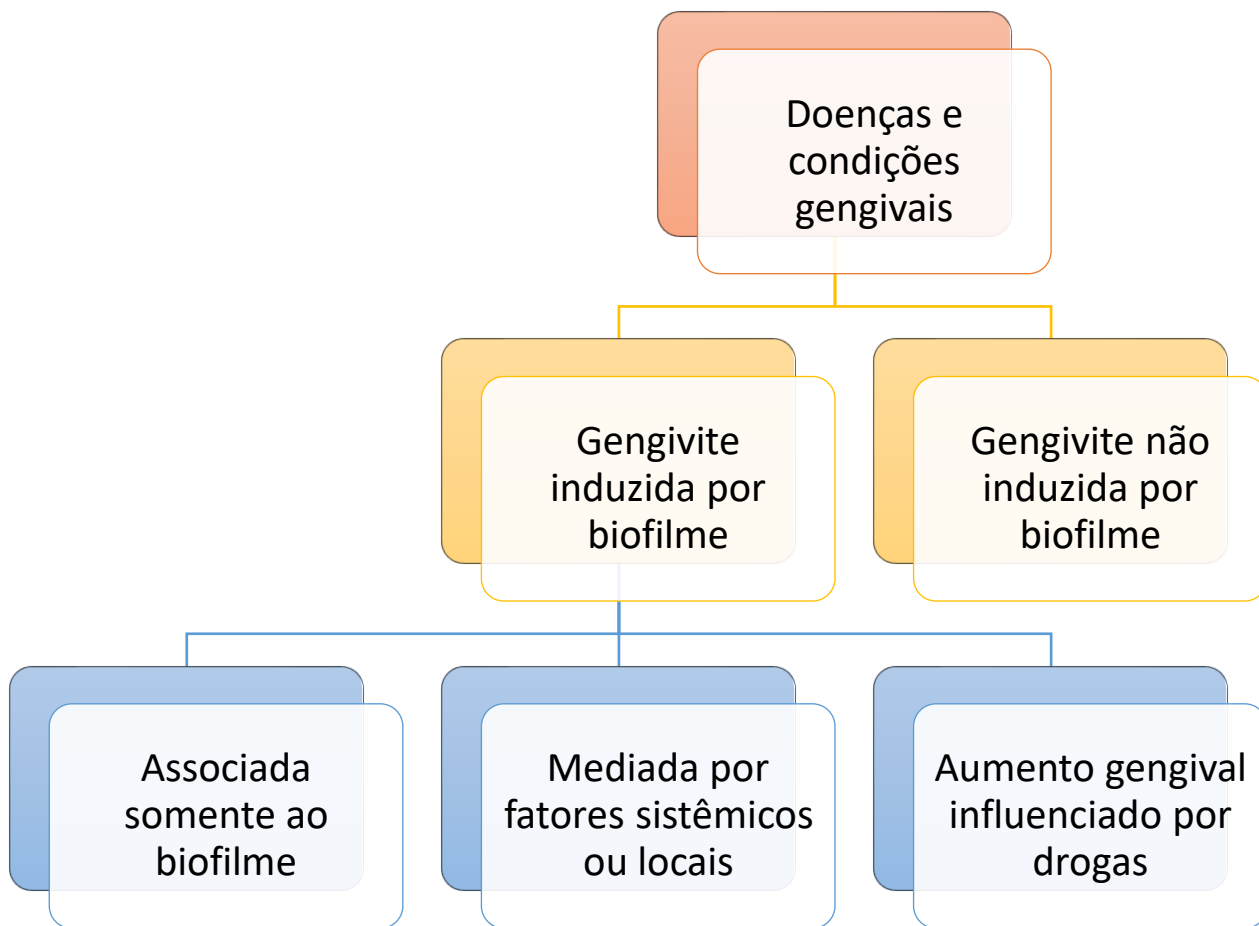 Doenças e
condições
gengivais
Gengivite
induzida por
biofilme
Gengivite não
induzida por
biofilme
Associada
somente ao
biofilme
Mediada por
fatores sistêmicos
ou locais
Aumento gengival
influenciado por
drogas